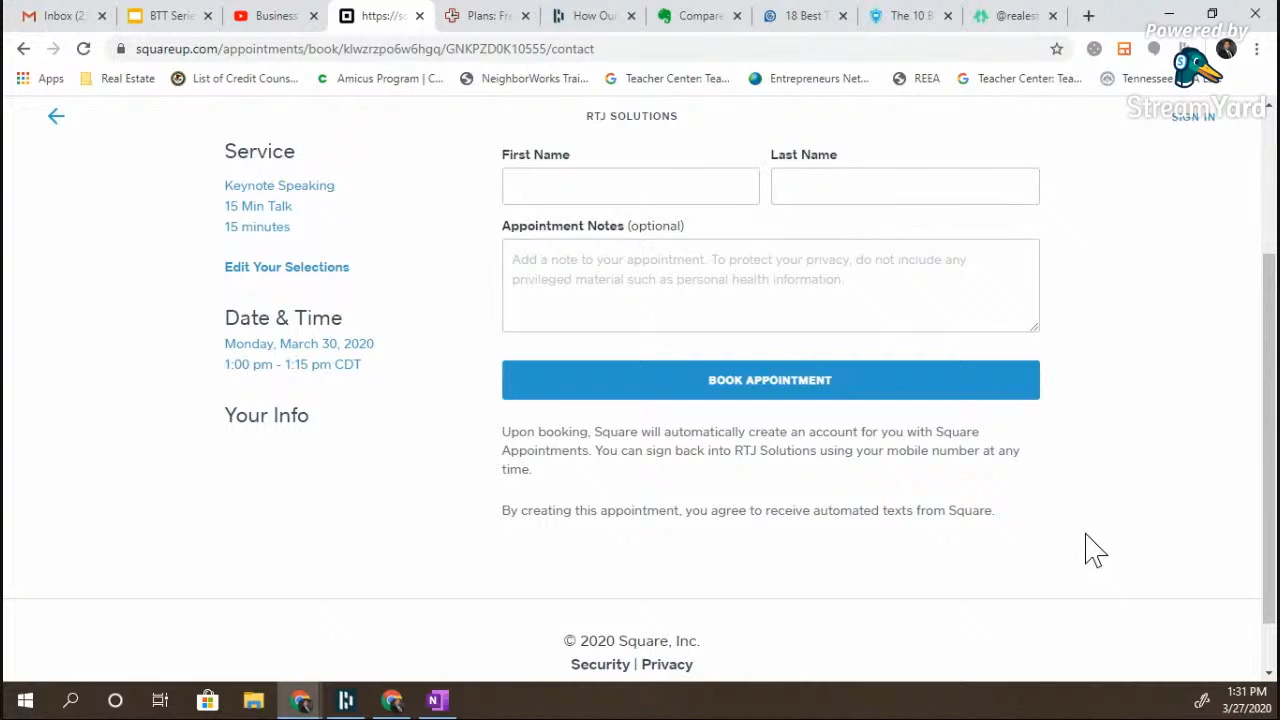 Inbox (2
BTT Serie
Business
https://sq
Plans: Fr
How Qu
Compare
18 Best T
The 10 B
@reales
Powered by
squareup.com/appointments/book/klwzrzpo6w6hgq/GNKPZD0K10555/contact
Apps
Real Estate
List of Credit Couns...
Amicus Program | C...
NeighborWorks Trai...
Teacher Center: Tea...
Entrepreneurs Net...
REEA
Teacher Center: Tea...
Tennessee
StreamYard
RTJ SOLUTIONS
SIGN IN
Service
Keynote Speaking
15 Min Talk
15 minutes
Edit Your Selections
Date & Time
Monday, March 30, 2020
1:00 pm - 1:15 pm CDT
Your Info
First Name
Last Name
Appointment Notes (optional)
Add a note to your appointment. To protect your privacy, do not include any
privileged material such as personal health information.
BOOK APPOINTMENT
Upon booking, Square will automatically create an account for you with Square
Appointments. You can sign back into RTJ Solutions using your mobile number at any
time.
By creating this appointment, you agree to receive automated texts from Square.
© 2020 Square, Inc.
Security | Privacy
1:31 PM
3/27/2020